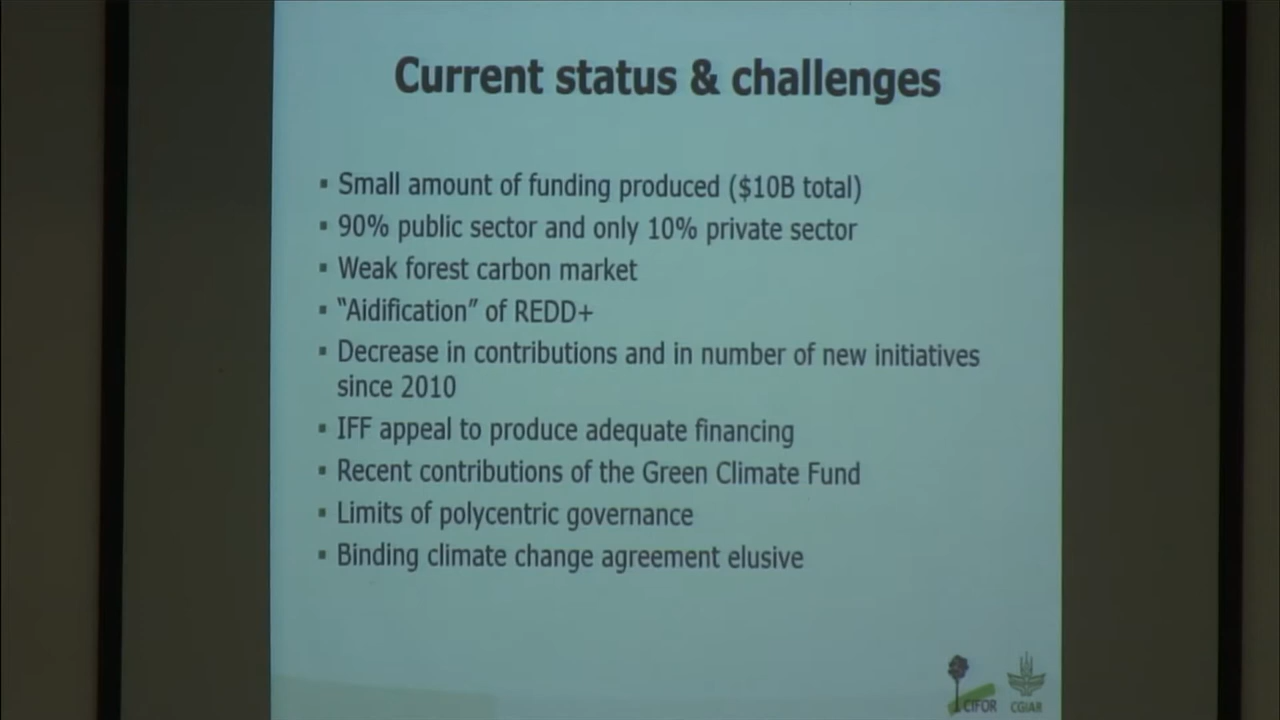 Current status & challenges
▪ Small amount of funding produced ($10B total)
▪ 90% public sector and only 10% private sector
▪ Weak forest carbon market
▪ “Aidification” of REDD+
▪ Decrease in contributions and in number of new initiatives
since 2010
▪ IFF appeal to produce adequate financing
▪ Recent contributions of the Green Climate Fund
▪ Limits of polycentric governance
▪ Binding climate change agreement elusive
CIFOR CGIAR